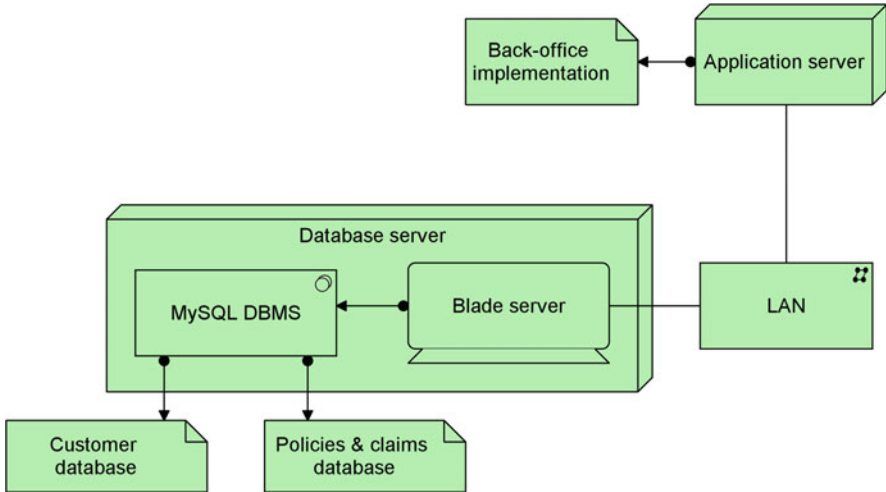 Back-office
implementation
Application server
Database server
MySQL DBMS
Blade server
LAN
Customer
database
Policies & claims
database